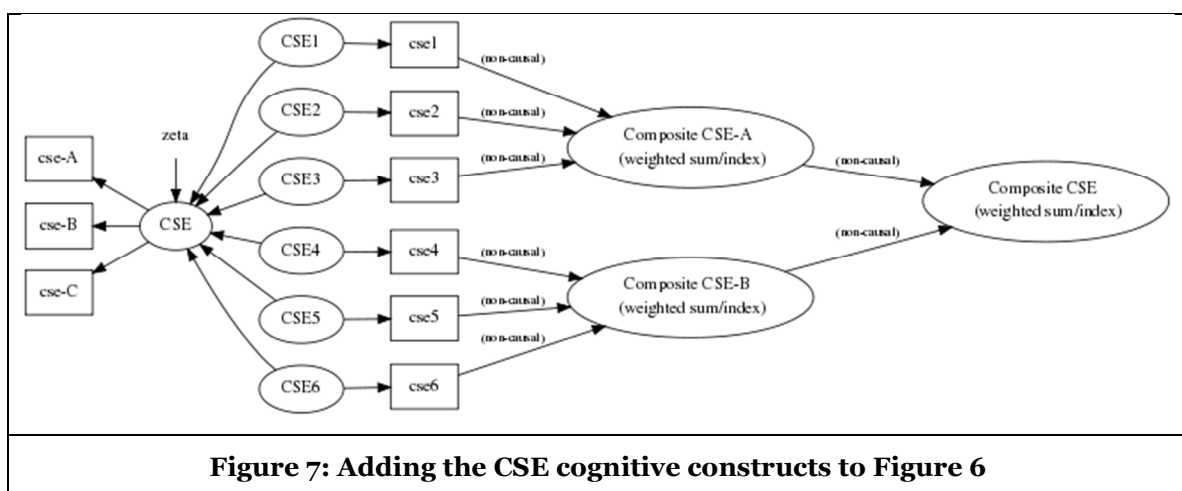 CSE1
cse1
(non-causal)
CSE2
cse2
(non-causal)
Composite CSE-A
(weighted sum/index)
zeta
cse-A
CSE3
cse3
(non-causal)
(non-causal)
Composite CSE
(weighted sum/index)
cse-B
CSE
CSE4
cse4
(non-causal)
(non-causal)
cse-C
Composite CSE-B
(weighted sum/index)
CSE5
cse5
(non-causal)
(non-causal)
CSE6
cse6
Figure 7: Adding the CSE cognitive constructs to Figure 6